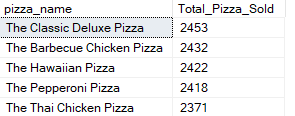 pizza_name Total_Pizza_Sold
The Classic Deluxe Pizza 2453
The Barbecue Chicken Pizza 2432
The Hawaiian Pizza 2422
The Pepperoni Pizza 2418
The Thai Chicken Pizza 2371